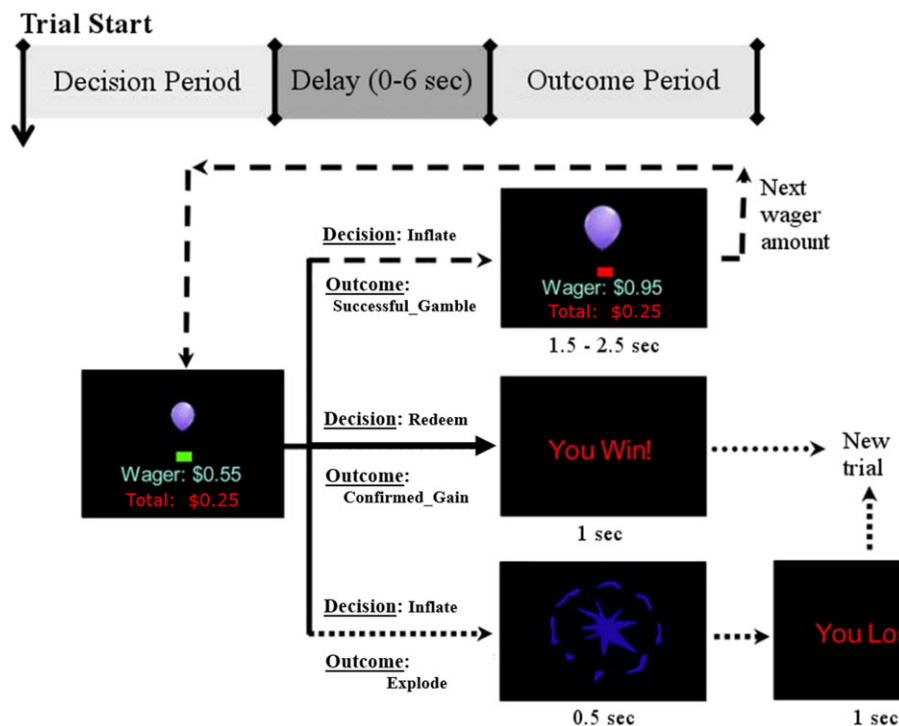 Trial Start
Decision Period
Delay (0-6 sec)
Outcome Period
Next
wager
amount
Decision: Inflate
Outcome:
Successful_Gamble
Wager: $0.95
Total: $0.25
1.5 - 2.5 sec
Wager: $0.55
Total: $0.25
Decision: Redeem
Outcome:
Confirmed_Gain
You Win!
1 sec
New
trial
Decision: Inflate
Outcome:
Explode
0.5 sec
You Lo
1 sec